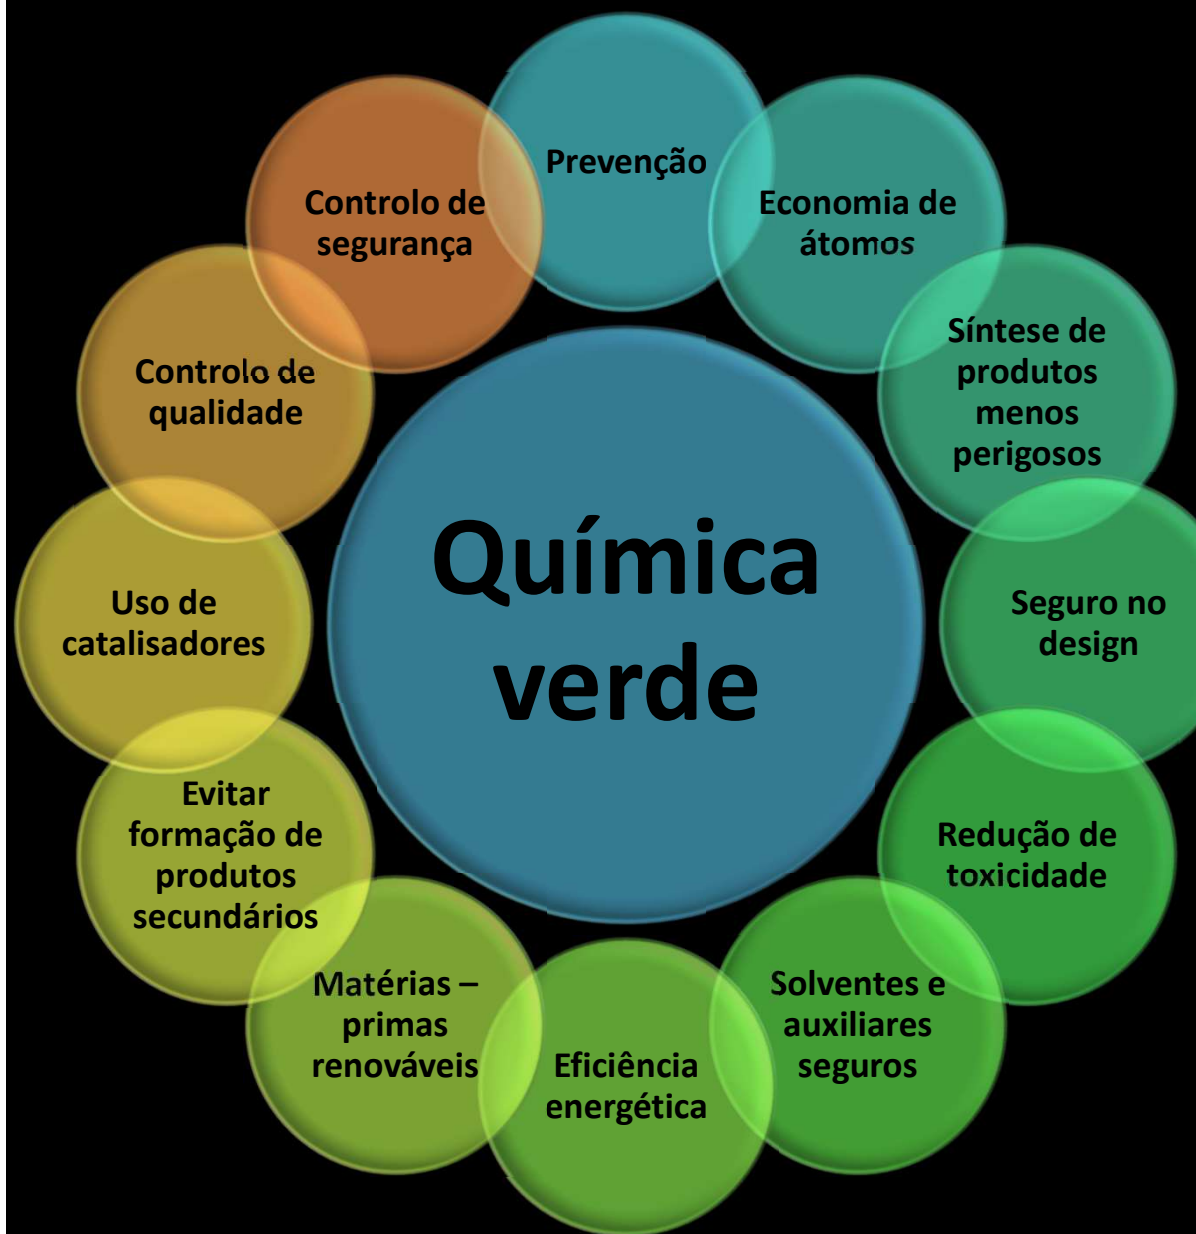 Prevenção
Economia de
átomos
Síntese de
produtos
menos
perigosos
Seguro no
design
Redução de
toxicidade
Solventes e
auxiliares
seguros
Eficiência
energética
Matérias –
primas
renováveis
Evitar
formação de
produtos
secundários
Uso de
catalisadores
Controlo de
qualidade
Controlo de
segurança
Química
verde